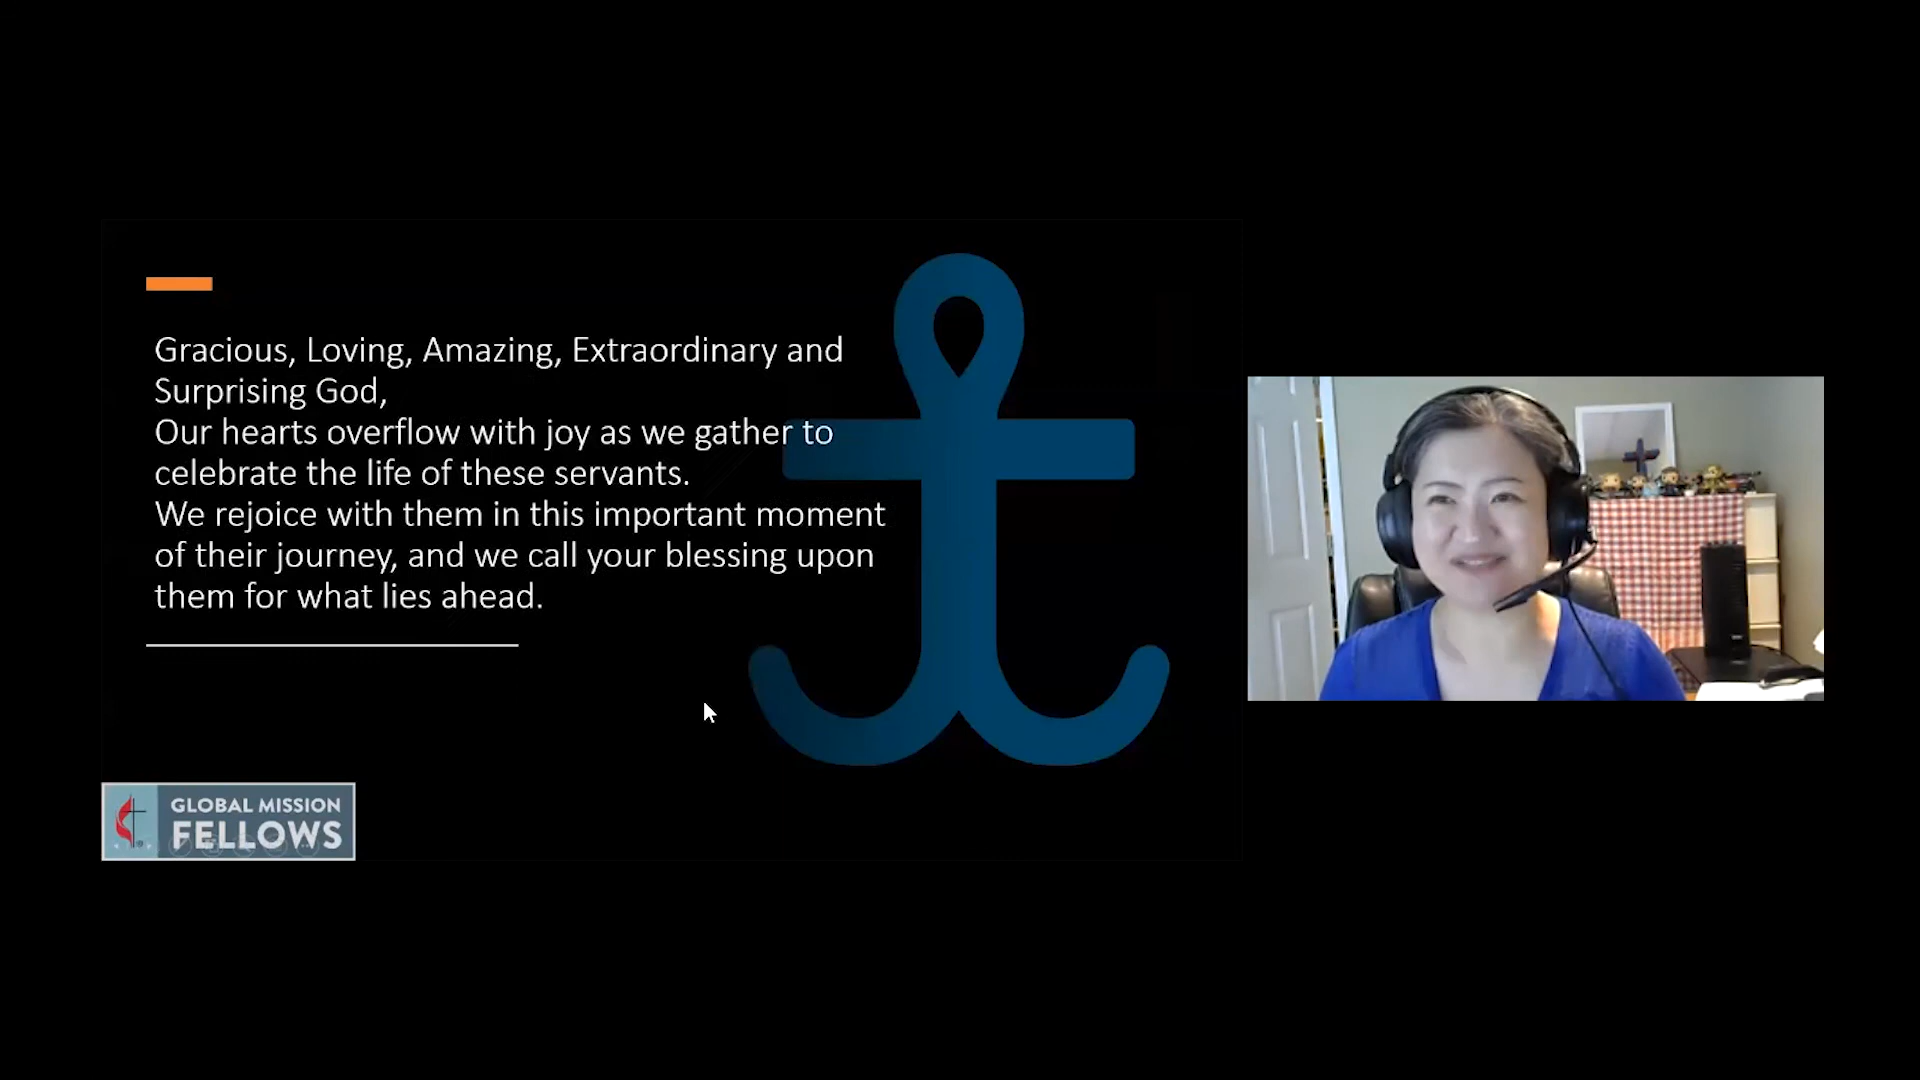 Gracious, Loving, Amazing, Extraordinary and
Surprising God,
Our hearts overflow with joy as we gather to
celebrate the life of these servants.
We rejoice with them in this important moment
of their journey, and we call your blessing upon
them for what lies ahead.
GLOBAL MISSION
FELLOWS